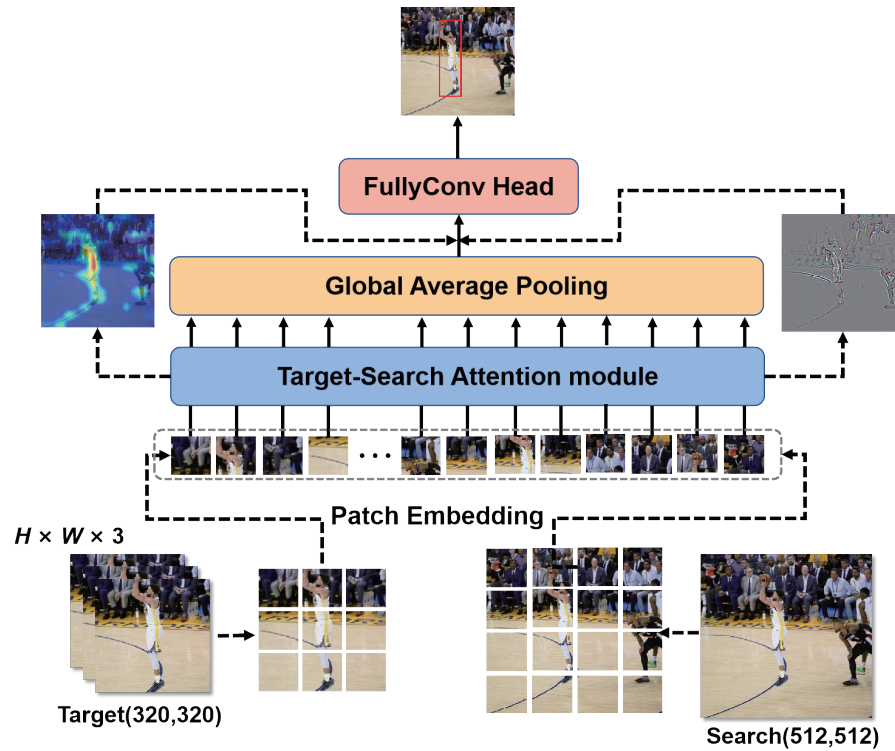 FullyConv Head
Global Average Pooling
Target-Search Attention module
...
Patch Embedding
H × W × 3
Target(320,320)
Search(512,512)